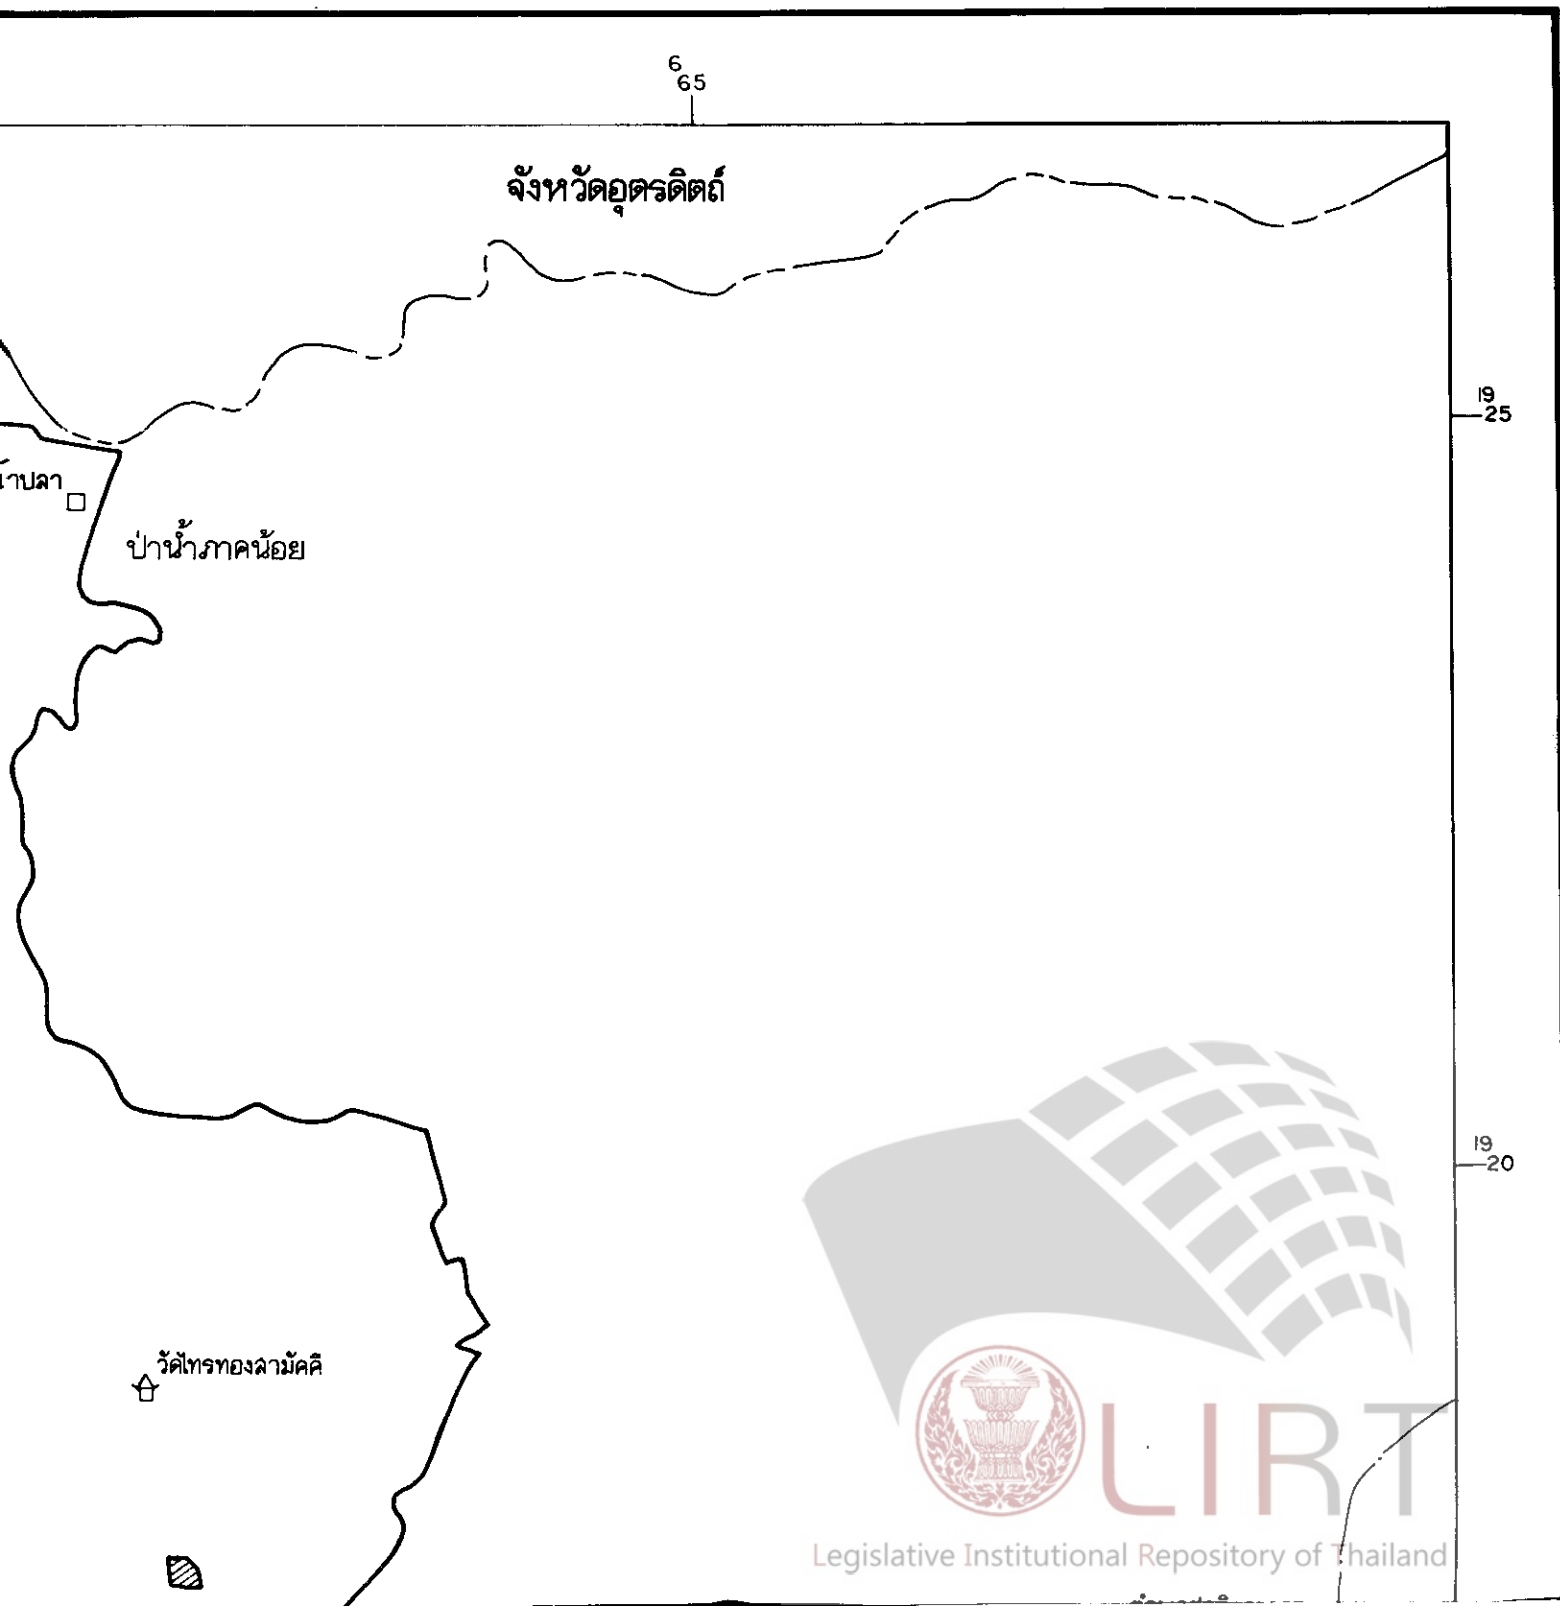 6
65
จังหวัดอุตรดิตถ์
19
25
ป่าน้ำภาคน้อย
19
20
วัดไทรทองสามัคคี
LIRT
Legislative Institutional Repository of Thailand